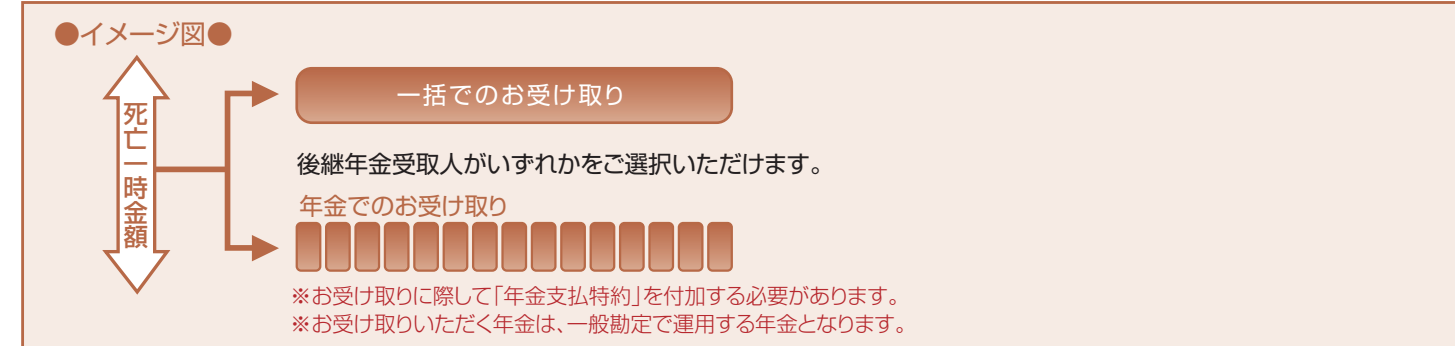 ●イメージ図●
死亡一時金額
一括でのお受け取り
後継年金受取人がいずれかをご選択いただけます。
年金でのお受け取り
※お受け取りに際して「年金支払特約」を付加する必要があります。
※お受け取りいただく年金は、一般勘定で運用する年金となります。